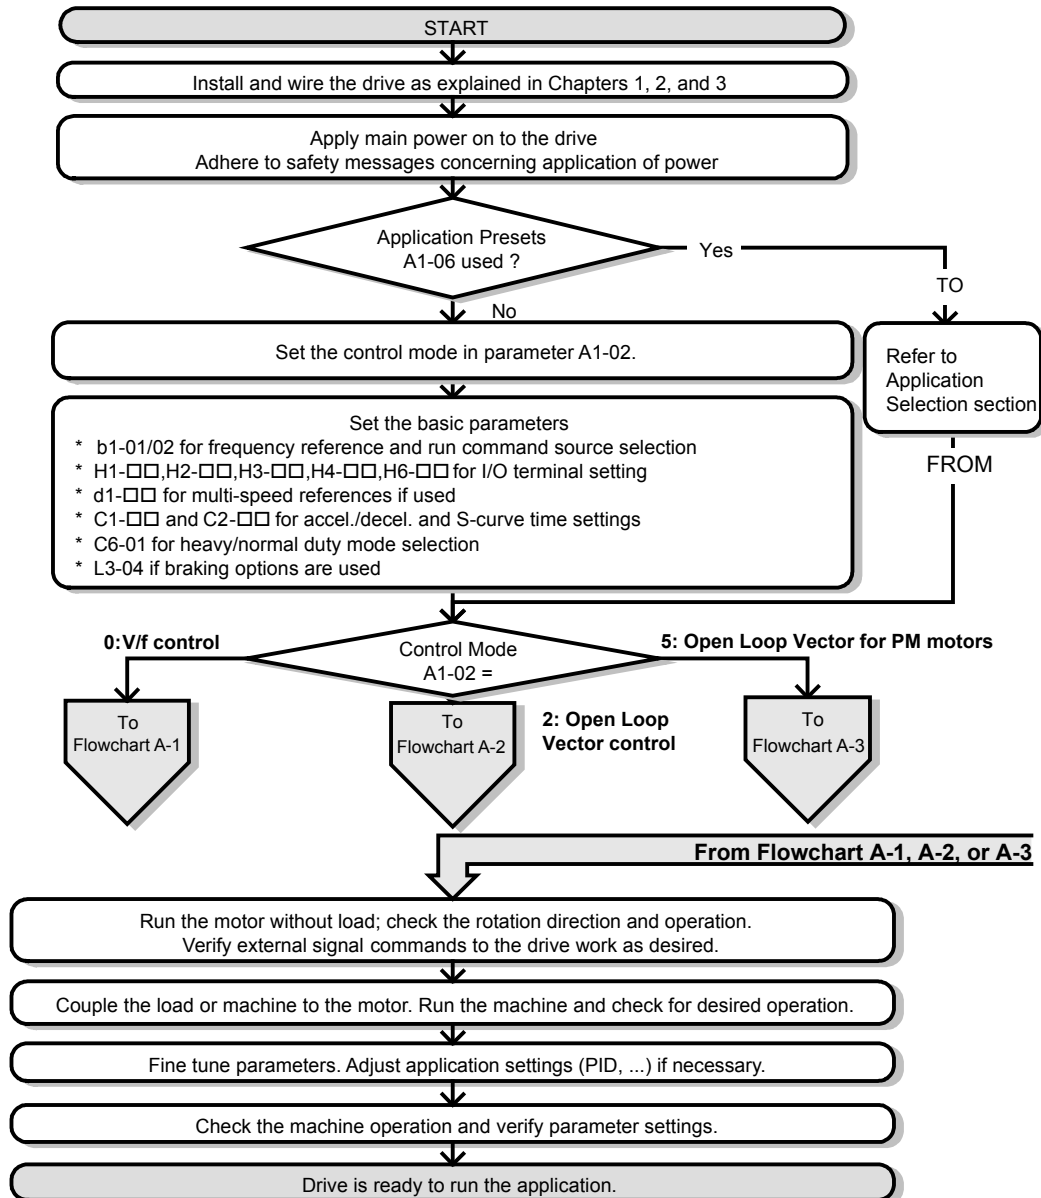 START
Install and wire the drive as explained in Chapters 1, 2, and 3
Apply main power on to the drive
Adhere to safety messages concerning application of power
Application Presets
A1-06 used ?
Yes
No
TO
Set the control mode in parameter A1-02.
Refer to
Application
Selection section
FROM
Set the basic parameters
* b1-01/02 for frequency reference and run command source selection
* H1-□□,H2-□□,H3-□□,H4-□□,H6-□□ for I/O terminal setting
* d1-□□ for multi-speed references if used
* C1-□□ and C2-□□ for accel./decel. and S-curve time settings
* C6-01 for heavy/normal duty mode selection
* L3-04 if braking options are used
0:V/f control
Control Mode
A1-02 =
5: Open Loop Vector for PM motors
To
Flowchart A-1
To
Flowchart A-2
2: Open Loop
Vector control
To
Flowchart A-3
From Flowchart A-1, A-2, or A-3
Run the motor without load; check the rotation direction and operation.
Verify external signal commands to the drive work as desired.
Couple the load or machine to the motor. Run the machine and check for desired operation.
Fine tune parameters. Adjust application settings (PID, ...) if necessary.
Check the machine operation and verify parameter settings.
Drive is ready to run the application.